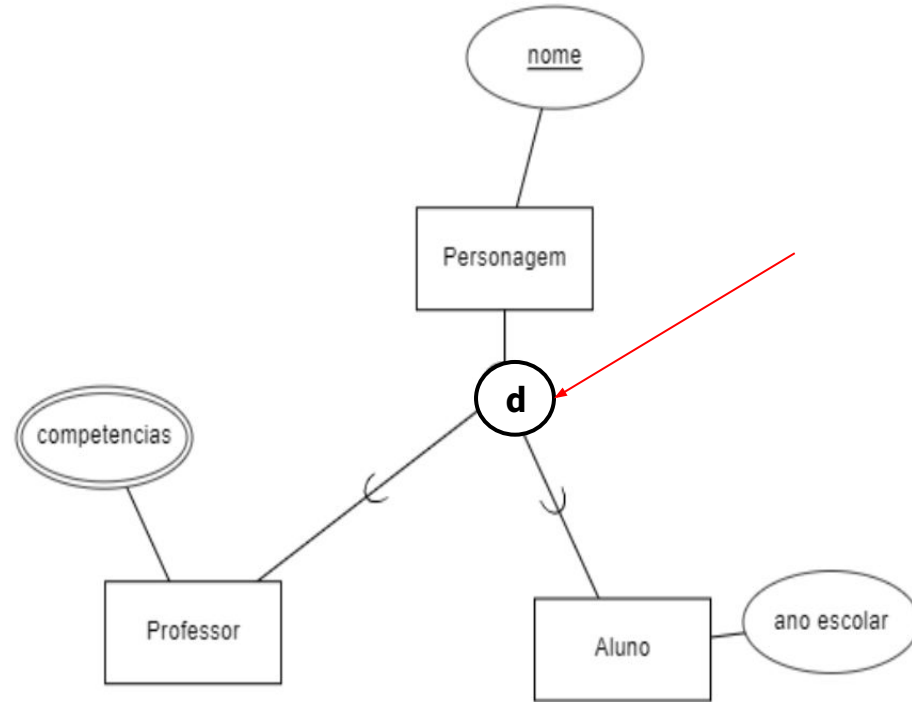 nome
Personagem
d
competencias
Professor
Aluno
ano escolar